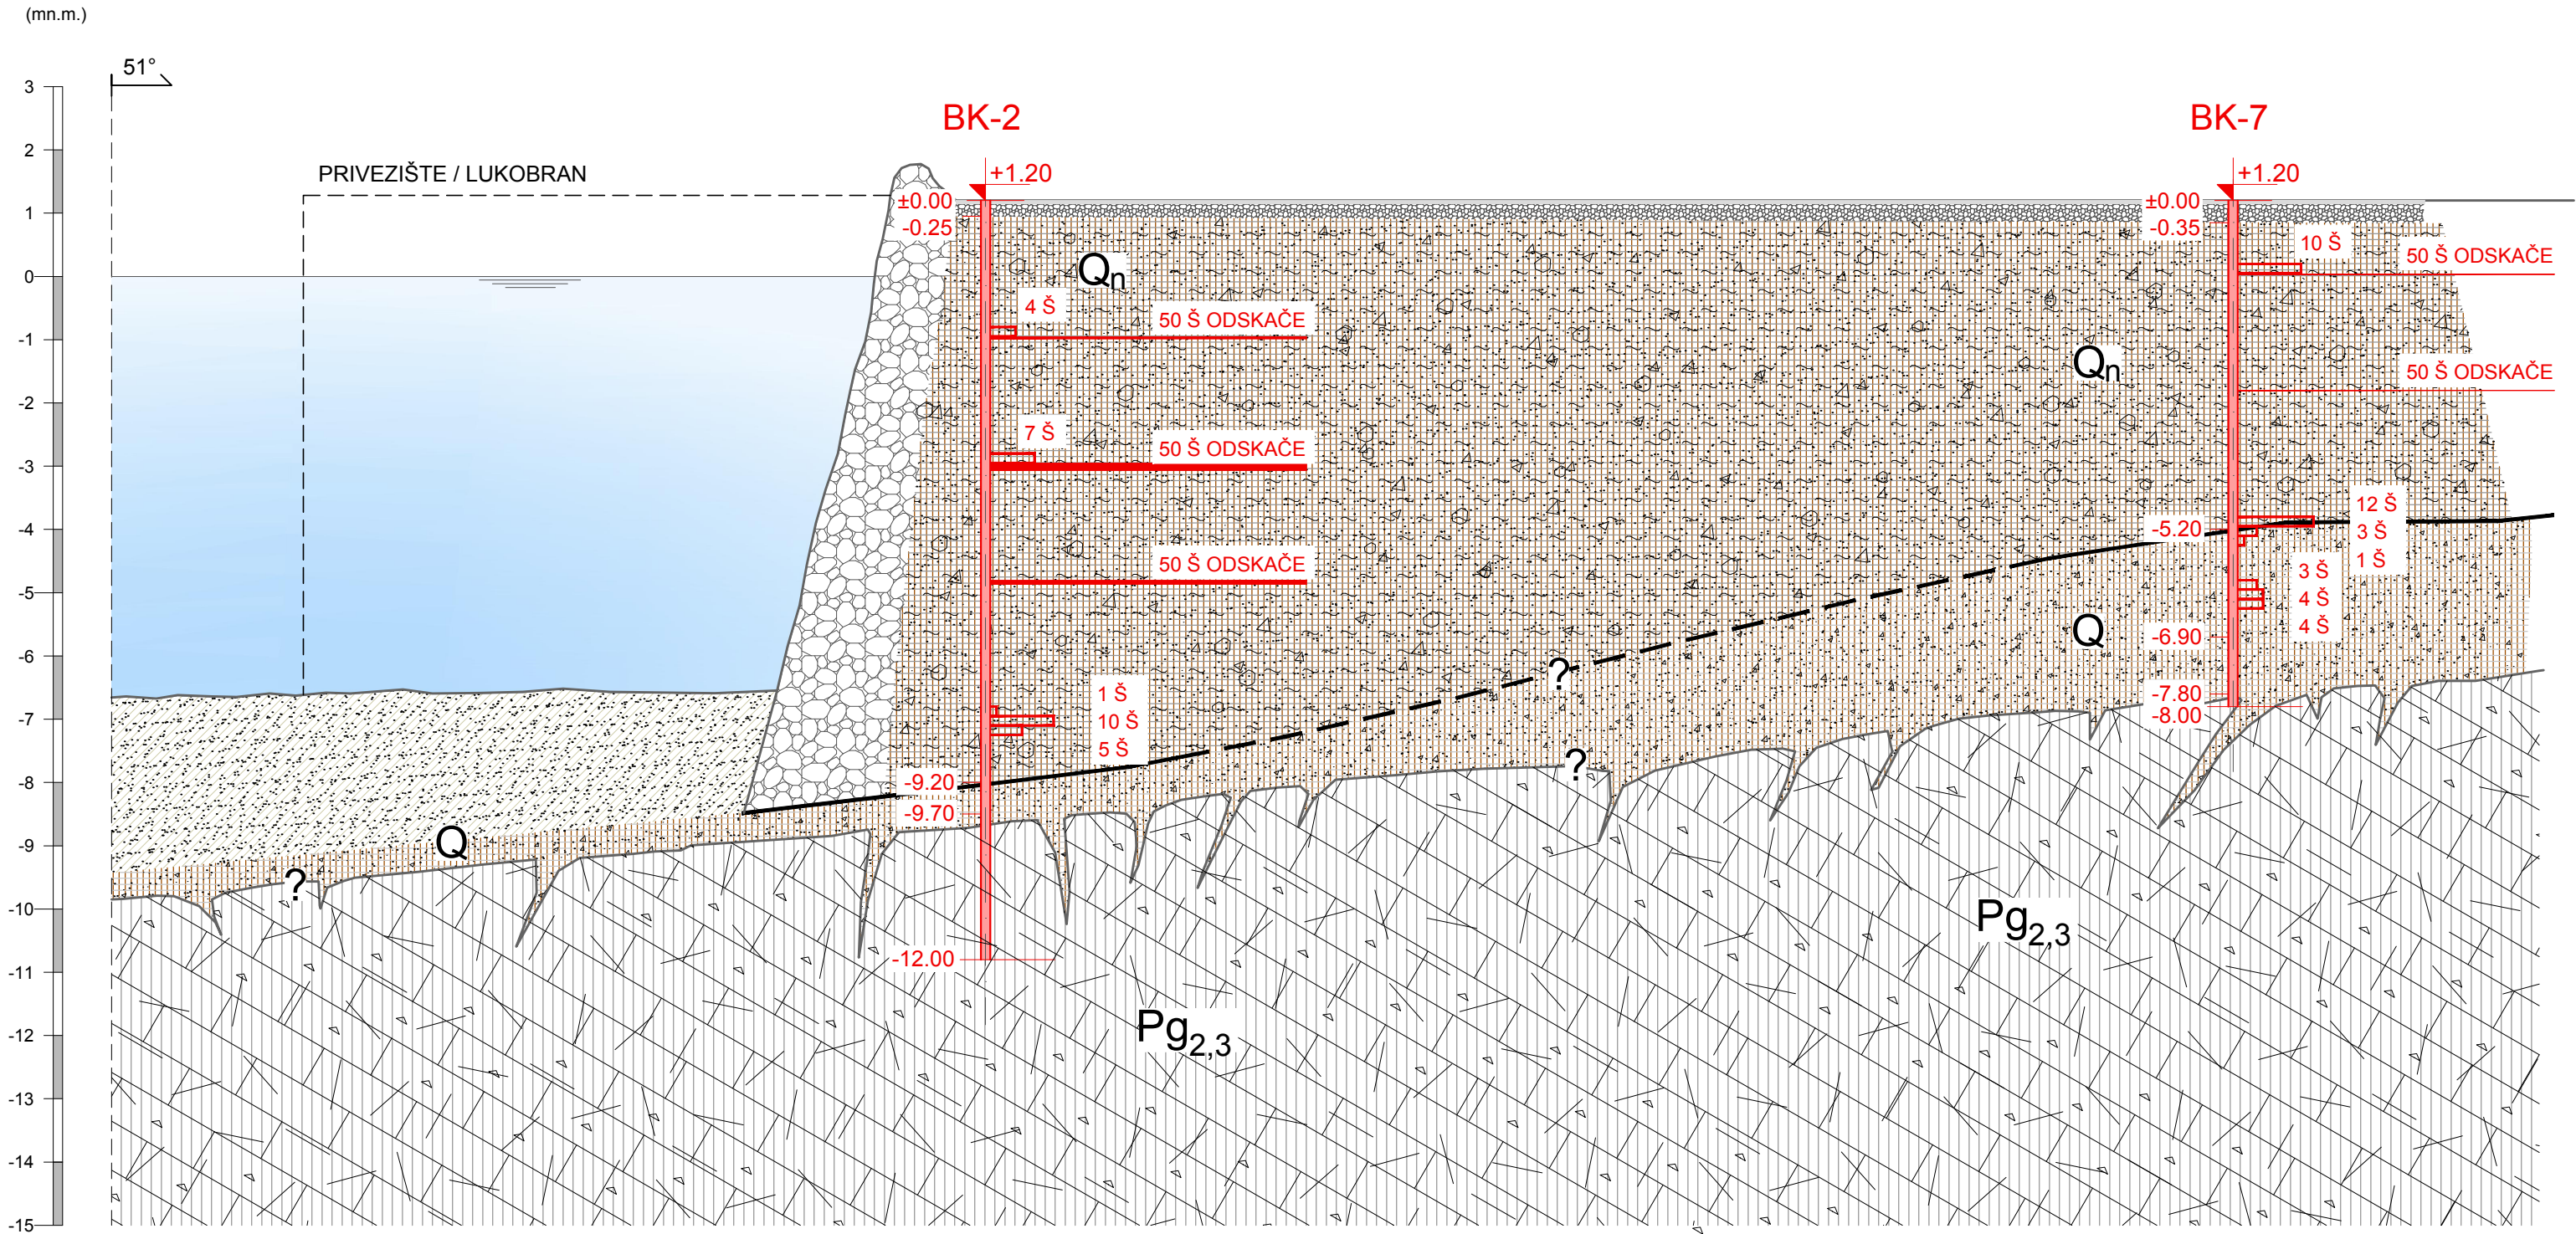 (mn.m.)
51°
3
2
1
0
-1
-2
-3
-4
-5
-6
-7
-8
-9
-10
-11
-12
-13
-14
-15
PRIVEZIŠTE / LUKOBRAN
BK-2
+1.20
±0.00
-0.25
Qn
4 Š
50 Š ODSKAČE
7 Š
50 Š ODSKAČE
50 Š ODSKAČE
1 Š
10 Š
5 Š
-9.20
-9.70
-12.00
BK-7
+1.20
±0.00
-0.35
10 Š
50 Š ODSKAČE
Qn
50 Š ODSKAČE
12 Š
3 Š
1 Š
-5.20
3 Š
4 Š
4 Š
Q
-6.90
-7.80
-8.00
?
?
Q
?
Pg2,3
Pg2,3